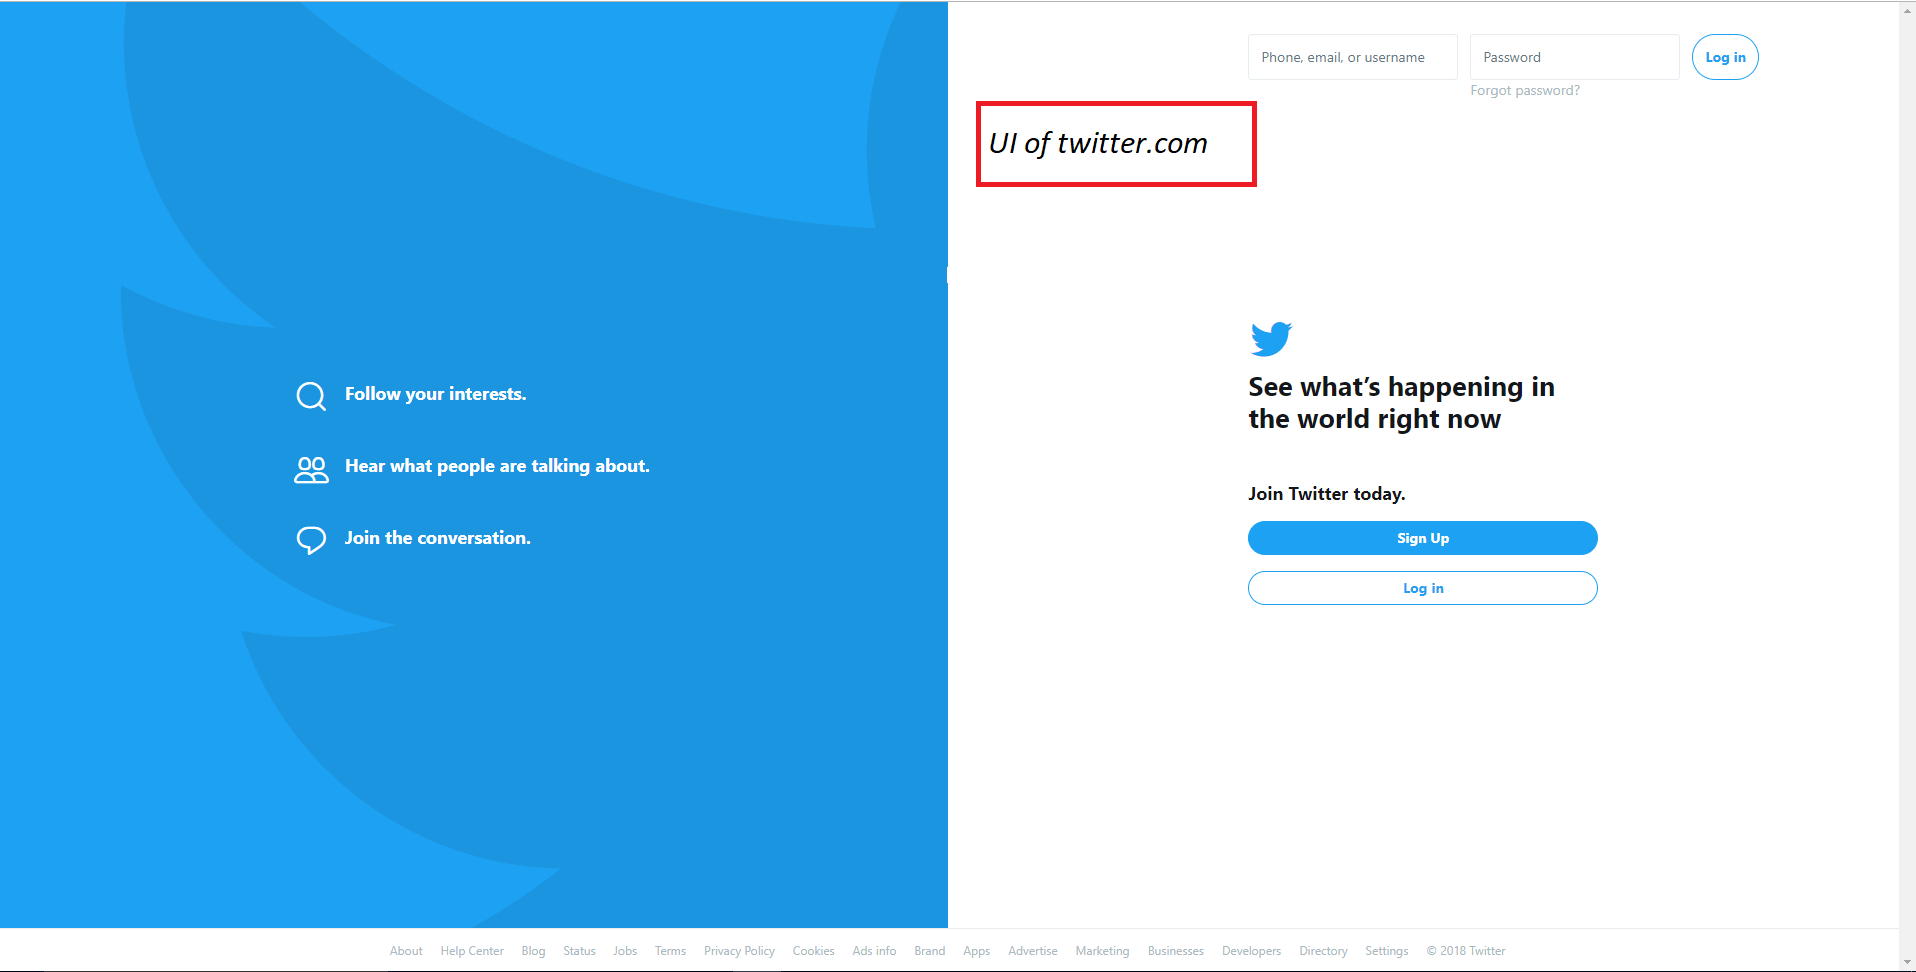 Phone, email, or username
Password
Log in
Forgot password?
UI of twitter.com
Follow your interests.
Hear what people are talking about.
Join the conversation.
See what’s happening in
the world right now
Join Twitter today.
Sign Up
Log in
About Help Center Blog Status Jobs Terms Privacy Policy Cookies Ads info Brand Apps Advertise Marketing Businesses Developers Directory Settings © 2018 Twitter